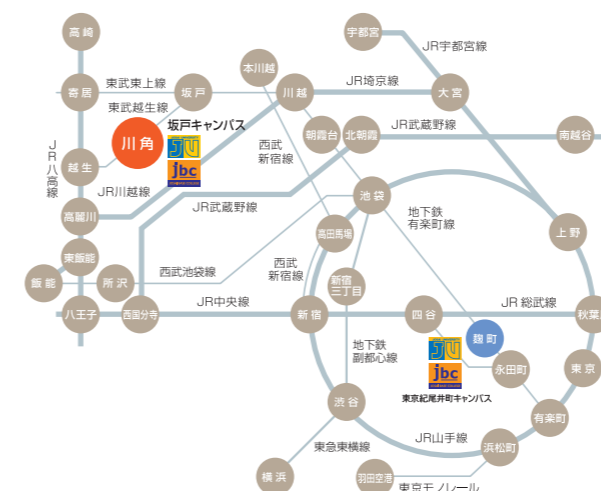 高崎
宇都宮
JR宇都宮線
本川越
寄居
東武東上線
坂戸
川越
JR埼京線
大宮
東武越生線
坂戸キャンパス
川角
JU
jbc
朝霞台
北朝霞
JR武蔵野線
南越谷
JR八高線
越生
西武
新宿線
JR川越線
池袋
高麗川
JR武蔵野線
地下鉄
有楽町線
高田馬場
上野
東飯能
西武
新宿線
飯能
所沢
西武池袋線
新宿
三丁目
八王子
西国分寺
JR中央線
新宿
四谷
JR総武線
秋葉
麹町
地下鉄
副都心線
JU
jbc
永田町
東京
東京紀尾井町キャンパス
渋谷
有楽町
東急東横線
JR山手線
浜松町
横浜
羽田空港
東京モノレール